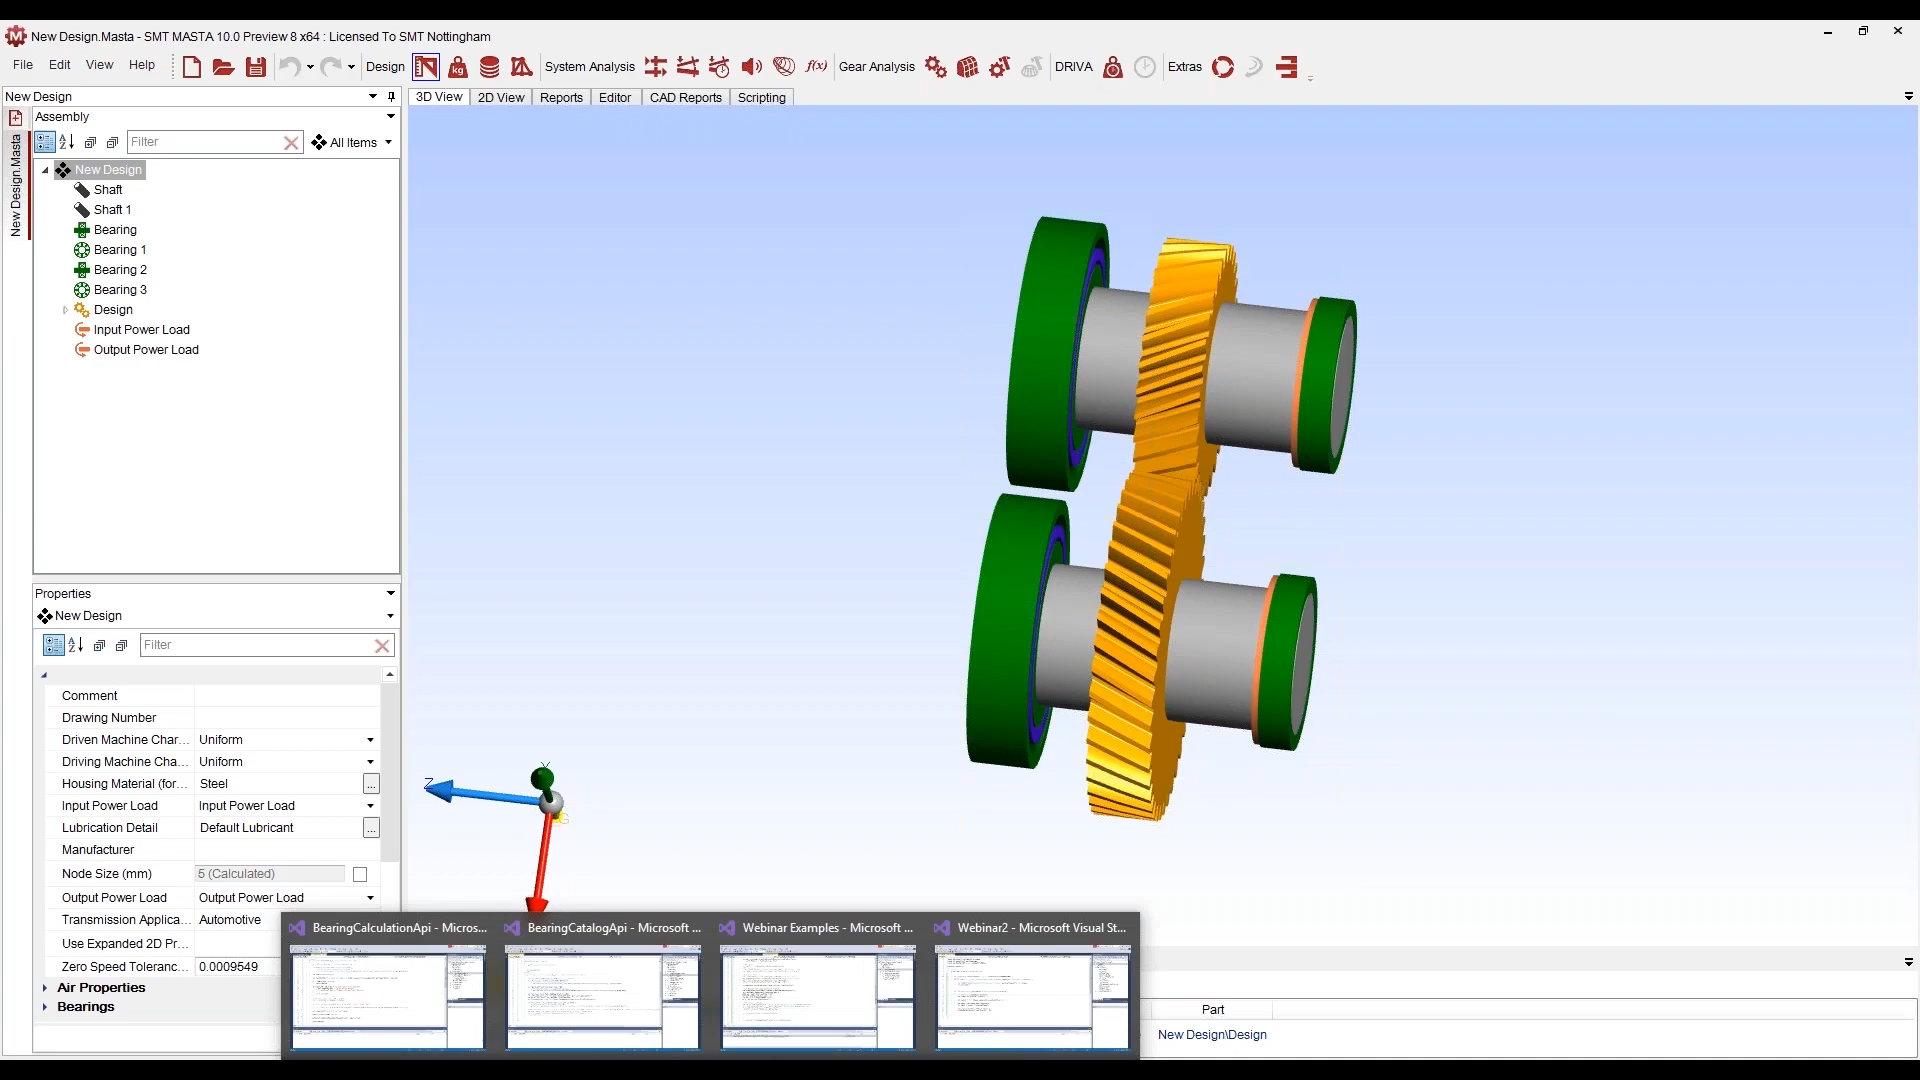 New Design.Masta - SMT MASTA 10.0 Preview 8 x64 : Licensed To SMT Nottingham
File Edit View Help Design System Analysis f(x) Gear Analysis DRIVA Extras
New Design
3D View 2D View Reports Editor CAD Reports Scripting
Assembly
New Design.Masta
Filter All Items
New Design
Shaft
Shaft 1
Bearing
Bearing 1
Bearing 2
Bearing 3
Design
Input Power Load
Output Power Load
Properties
New Design
Filter
Comment
Drawing Number
Driven Machine Char... Uniform
Driving Machine Cha... Uniform
Housing Material (for... Steel ...
Input Power Load Input Power Load
Lubrication Detail Default Lubricant ...
Manufacturer
Node Size (mm) 5 (Calculated)
Output Power Load Output Power Load
Transmission Applica... Automotive
Use Expanded 2D Pr...
Zero Speed Toleranc... 0.0009549
Air Properties
Bearings
Z
Y
G
BearingCalculationApi - Micros...
BearingCatalogApi - Microsoft ...
Webinar Examples - Microsoft ...
Webinar2 - Microsoft Visual St...
Part
New Design\Design